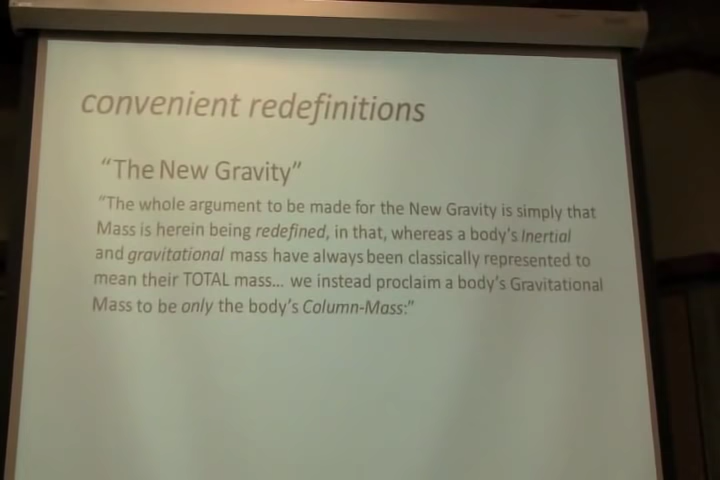 convenient redefinitions
“The New Gravity”
“The whole argument to be made for the New Gravity is simply that
Mass is herein being redefined, in that, whereas a body’s Inertial
and gravitational mass have always been classically represented to
mean their TOTAL mass... we instead proclaim a body’s Gravitational
Mass to be only the body’s Column-Mass:”